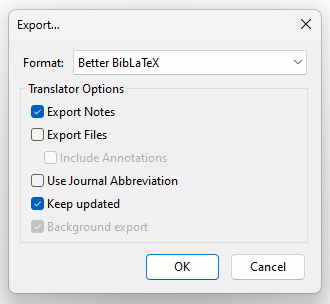 Export...
Format: Better BibLaTeX
Translator Options
Export Notes
Export Files
Include Annotations
Use Journal Abbreviation
Keep updated
Background export
OK Cancel